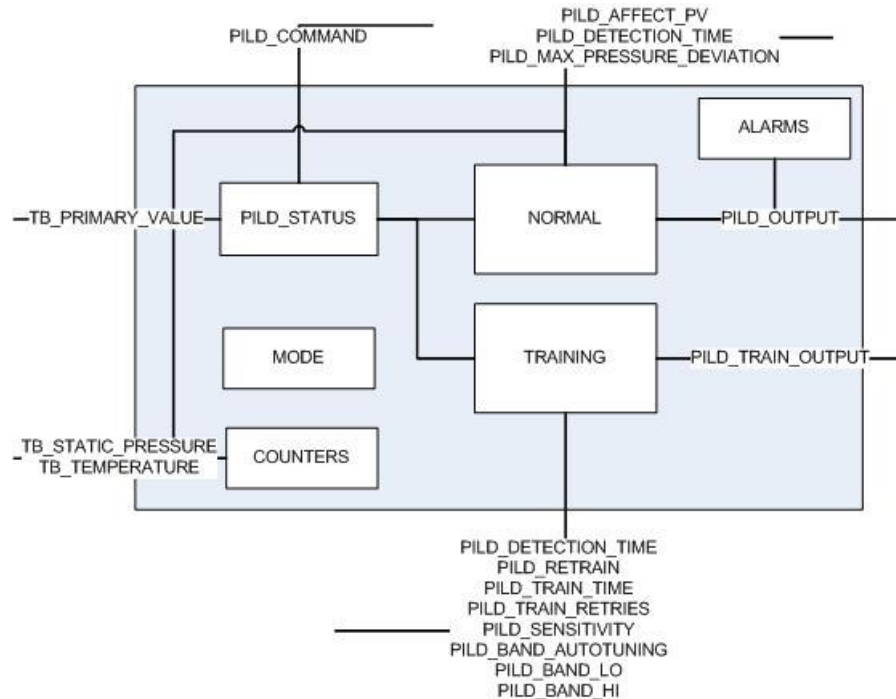 PILD_COMMAND
PILD_AFFECT_PV
PILD_DETECTION_TIME
PILD_MAX_PRESSURE_DEVIATION
ALARMS
TB_PRIMARY_VALUE
PILD_STATUS
NORMAL
PILD_OUTPUT
MODE
TRAINING
PILD_TRAIN_OUTPUT
TB_STATIC_PRESSURE
TB_TEMPERATURE
COUNTERS
PILD_DETECTION_TIME
PILD_RETRAIN
PILD_TRAIN_TIME
PILD_TRAIN_RETRIES
PILD_SENSITIVITY
PILD_BAND_AUTOTUNING
PILD_BAND_LO
PILD_BAND_HI